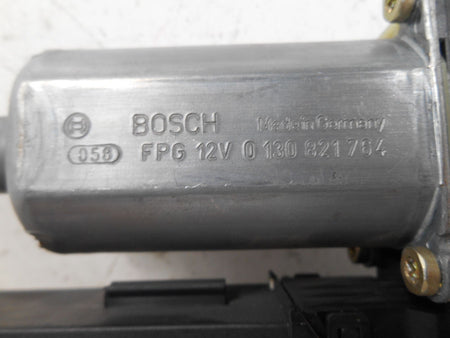 BOSCH Made in Germany
058 FPG 12V 0 130 821 764